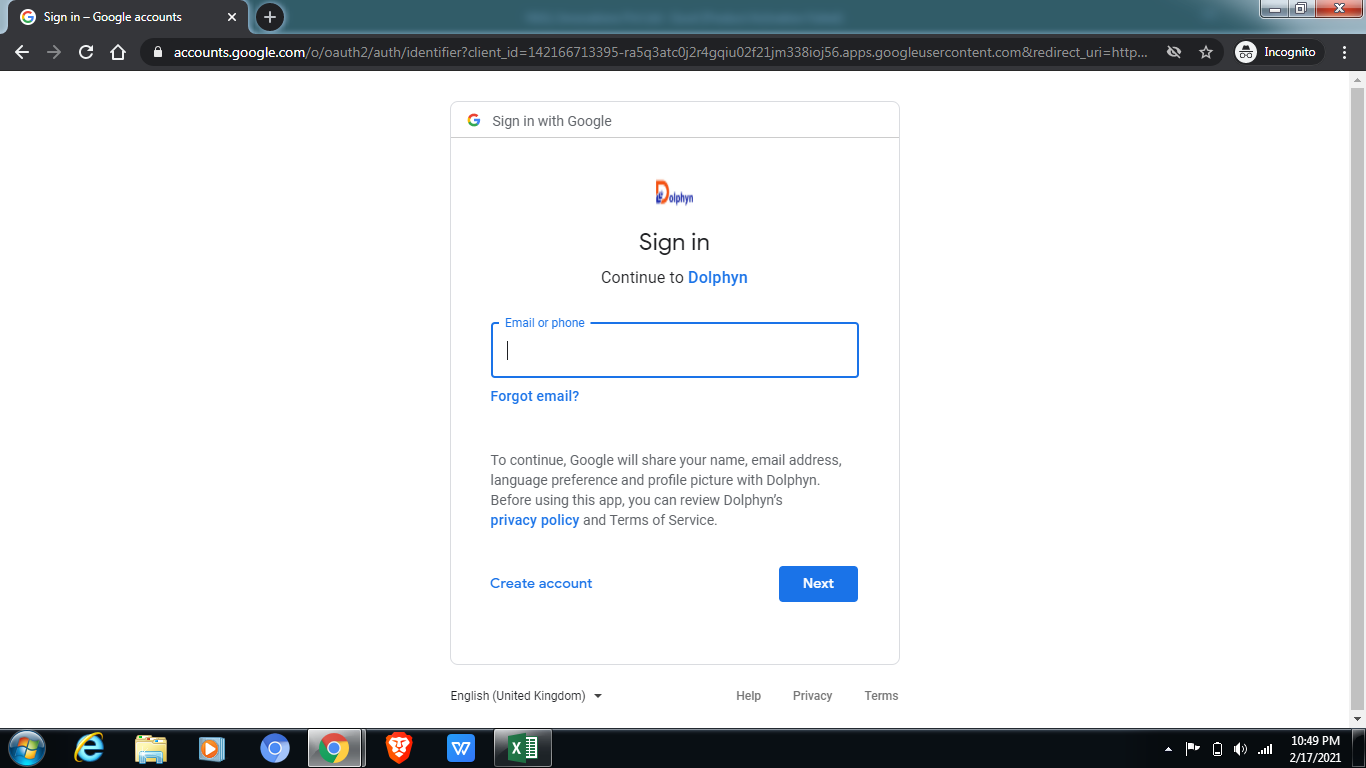 Sign in – Google accounts
accounts.google.com/o/oauth2/auth/identifier?client_id=142166713395-ra5q3atc0j2r4gqiu02f21jm338ioj56.apps.googleusercontent.com&redirect_uri=http...
Incognito
Sign in with Google
Dolphyn
Sign in
Continue to Dolphyn
Email or phone
Forgot email?
To continue, Google will share your name, email address,
language preference and profile picture with Dolphyn.
Before using this app, you can review Dolphyn's
privacy policy and Terms of Service.
Create account
Next
English (United Kingdom)
Help
Privacy
Terms
10:49 PM
2/17/2021